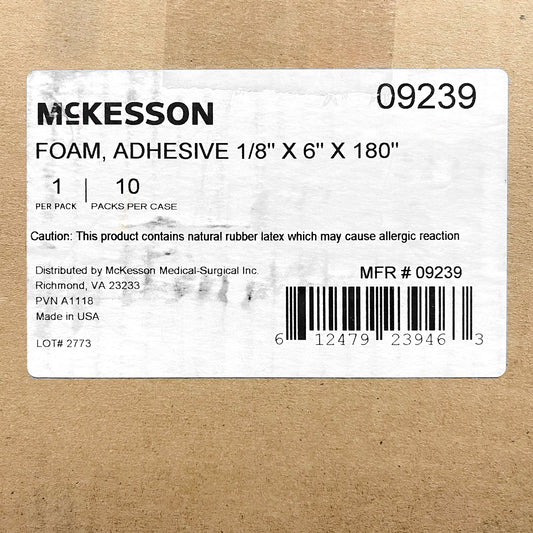 McKESSON
09239
FOAM, ADHESIVE 1/8" X 6" X 180"
1 | 10
PER PACK | PACKS PER CASE
Caution: This product contains natural rubber latex which may cause allergic reaction
Distributed by McKesson Medical-Surgical Inc.
Richmond, VA 23233
PVN A1118
Made in USA
LOT# 2773
MFR # 09239
6 12479 23946 3